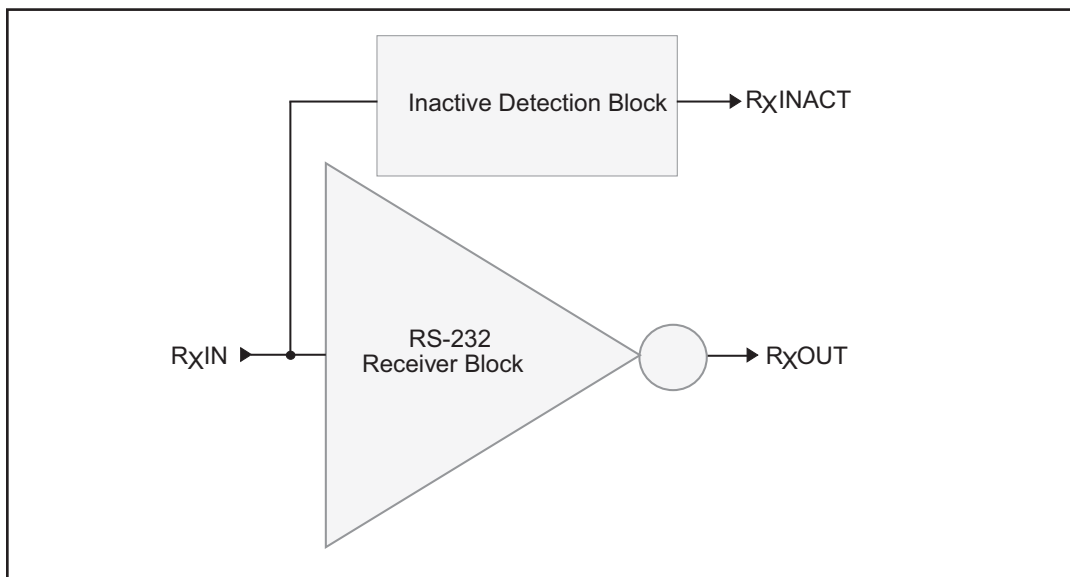 Inactive Detection Block
RXINACT
RXIN
RS-232
Receiver Block
RXOUT